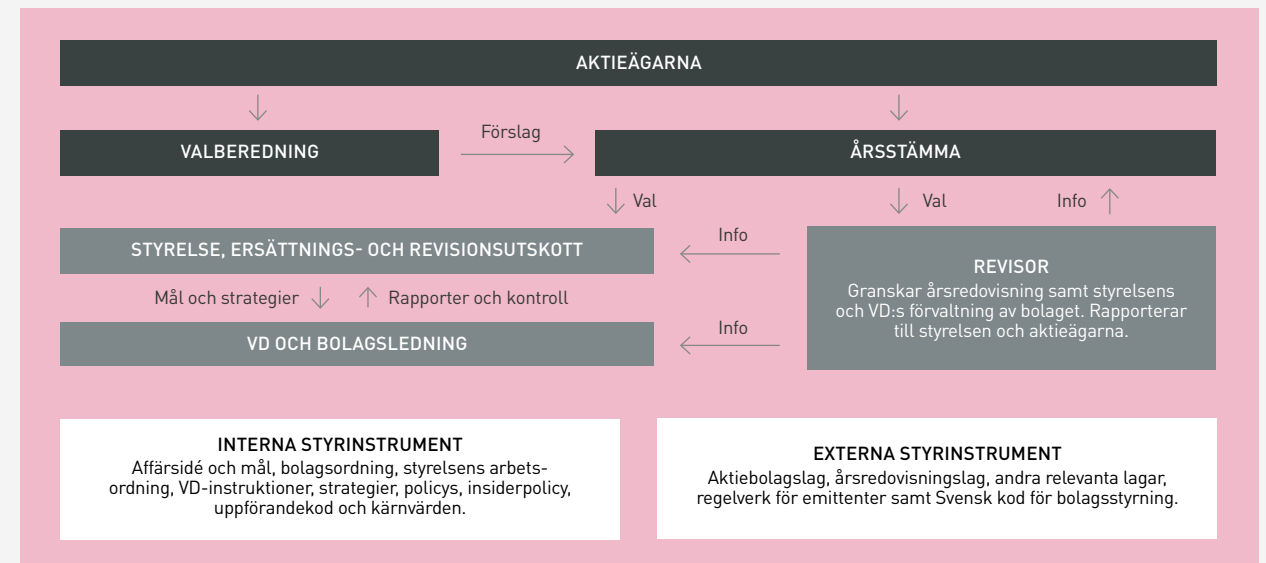 AKTIEÄGARNA
VALBEREDNING
Förslag
ÅRSSTÄMMA
Val
Val
Info
STYRELSE, ERSÄTTNINGS- OCH REVISIONSUTSKOTT
Info
REVISOR
Granskar årsredovisning samt styrelsens
och VD:s förvaltning av bolaget. Rapporterar
till styrelsen och aktieägarna.
Mål och strategier
Rapporter och kontroll
VD OCH BOLAGSLEDNING
Info
INTERNA STYRINSTRUMENT
Affärsidé och mål, bolagsordning, styrelsens arbets-
ordning, VD-instruktioner, strategier, policys, insiderpolicy,
uppförandekod och kärnvärden.
EXTERNA STYRINSTRUMENT
Aktiebolagslag, årsredovisningslag, andra relevanta lagar,
regelverk för emittenter samt Svensk kod för bolagsstyrning.